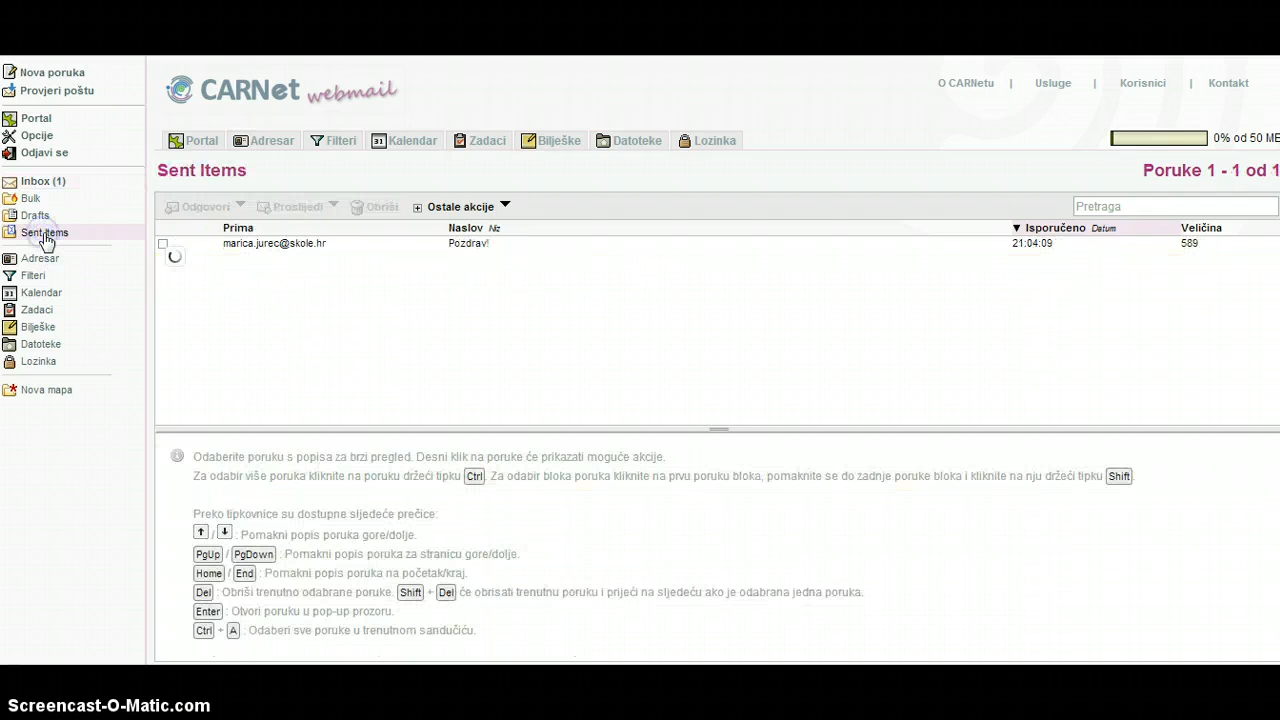 Nova poruka
Provjeri poštu
Portal
Opcije
Odjavi se
Inbox (1)
Bulk
Drafts
Sent Items
Adresar
Filteri
Kalendar
Zadaci
Bilješke
Datoteke
Lozinka
Nova mapa
CARNet webmail
O CARNetu | Usluge | Korisnici | Kontakt
Portal Adresar Filteri 31 Kalendar Zadaci Bilješke Datoteke Lozinka
0% od 50 ME
Sent Items Poruke 1 - 1 od 1
Odgovori Proslijedi Obriši Ostale akcije Pretraga
Prima Naslov Niz Isporučeno Datum Veličina
marica.jurec@skole.hr Pozdrav! 21:04:09 589
Odaberite poruku s popisa za brzi pregled. Desni klik na poruke će prikazati moguće akcije.
Za odabir više poruka kliknite na poruku držeći tipku Ctrl. Za odabir bloka poruka kliknite na prvu poruku bloka, pomaknite se do zadnje poruke bloka i kliknite na nju držeći tipku Shift.
Preko tipkovnice su dostupne sljedeće prečice:
↑ / ↓ : Pomakni popis poruka gore/dolje.
PgUp / PgDown : Pomakni popis poruka za stranicu gore/dolje.
Home / End : Pomakni popis poruka na početak/kraj.
Del : Obriši trenutno odabrane poruke. Shift + Del će obrisati trenutnu poruku i prijeći na sljedeću ako je odabrana jedna poruka.
Enter : Otvori poruku u pop-up prozoru.
Ctrl + A : Odaberi sve poruke u trenutnom sandučiću.
Screencast-O-Matic.com